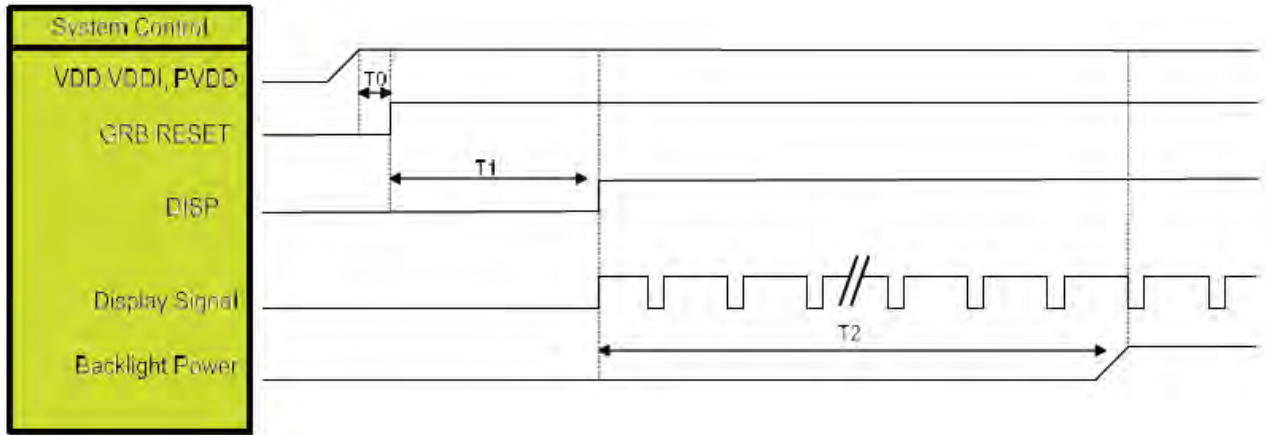 System Control
VDD VDDI, PVDD
T0
GRB RESET
T1
DISP
Display Signal
T2
Backlight Power